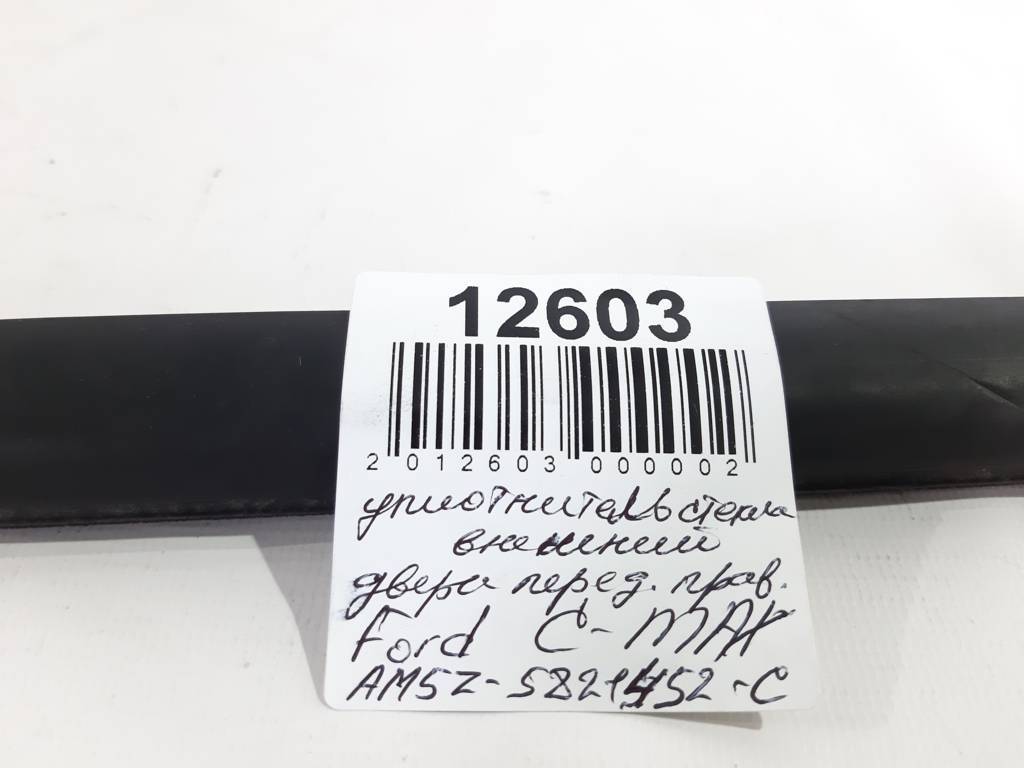 12603
2 012603 000002
уплотнитель стекла
внешний
двери перед. прав.
Ford C-MAX
AM5Z-5821452-C